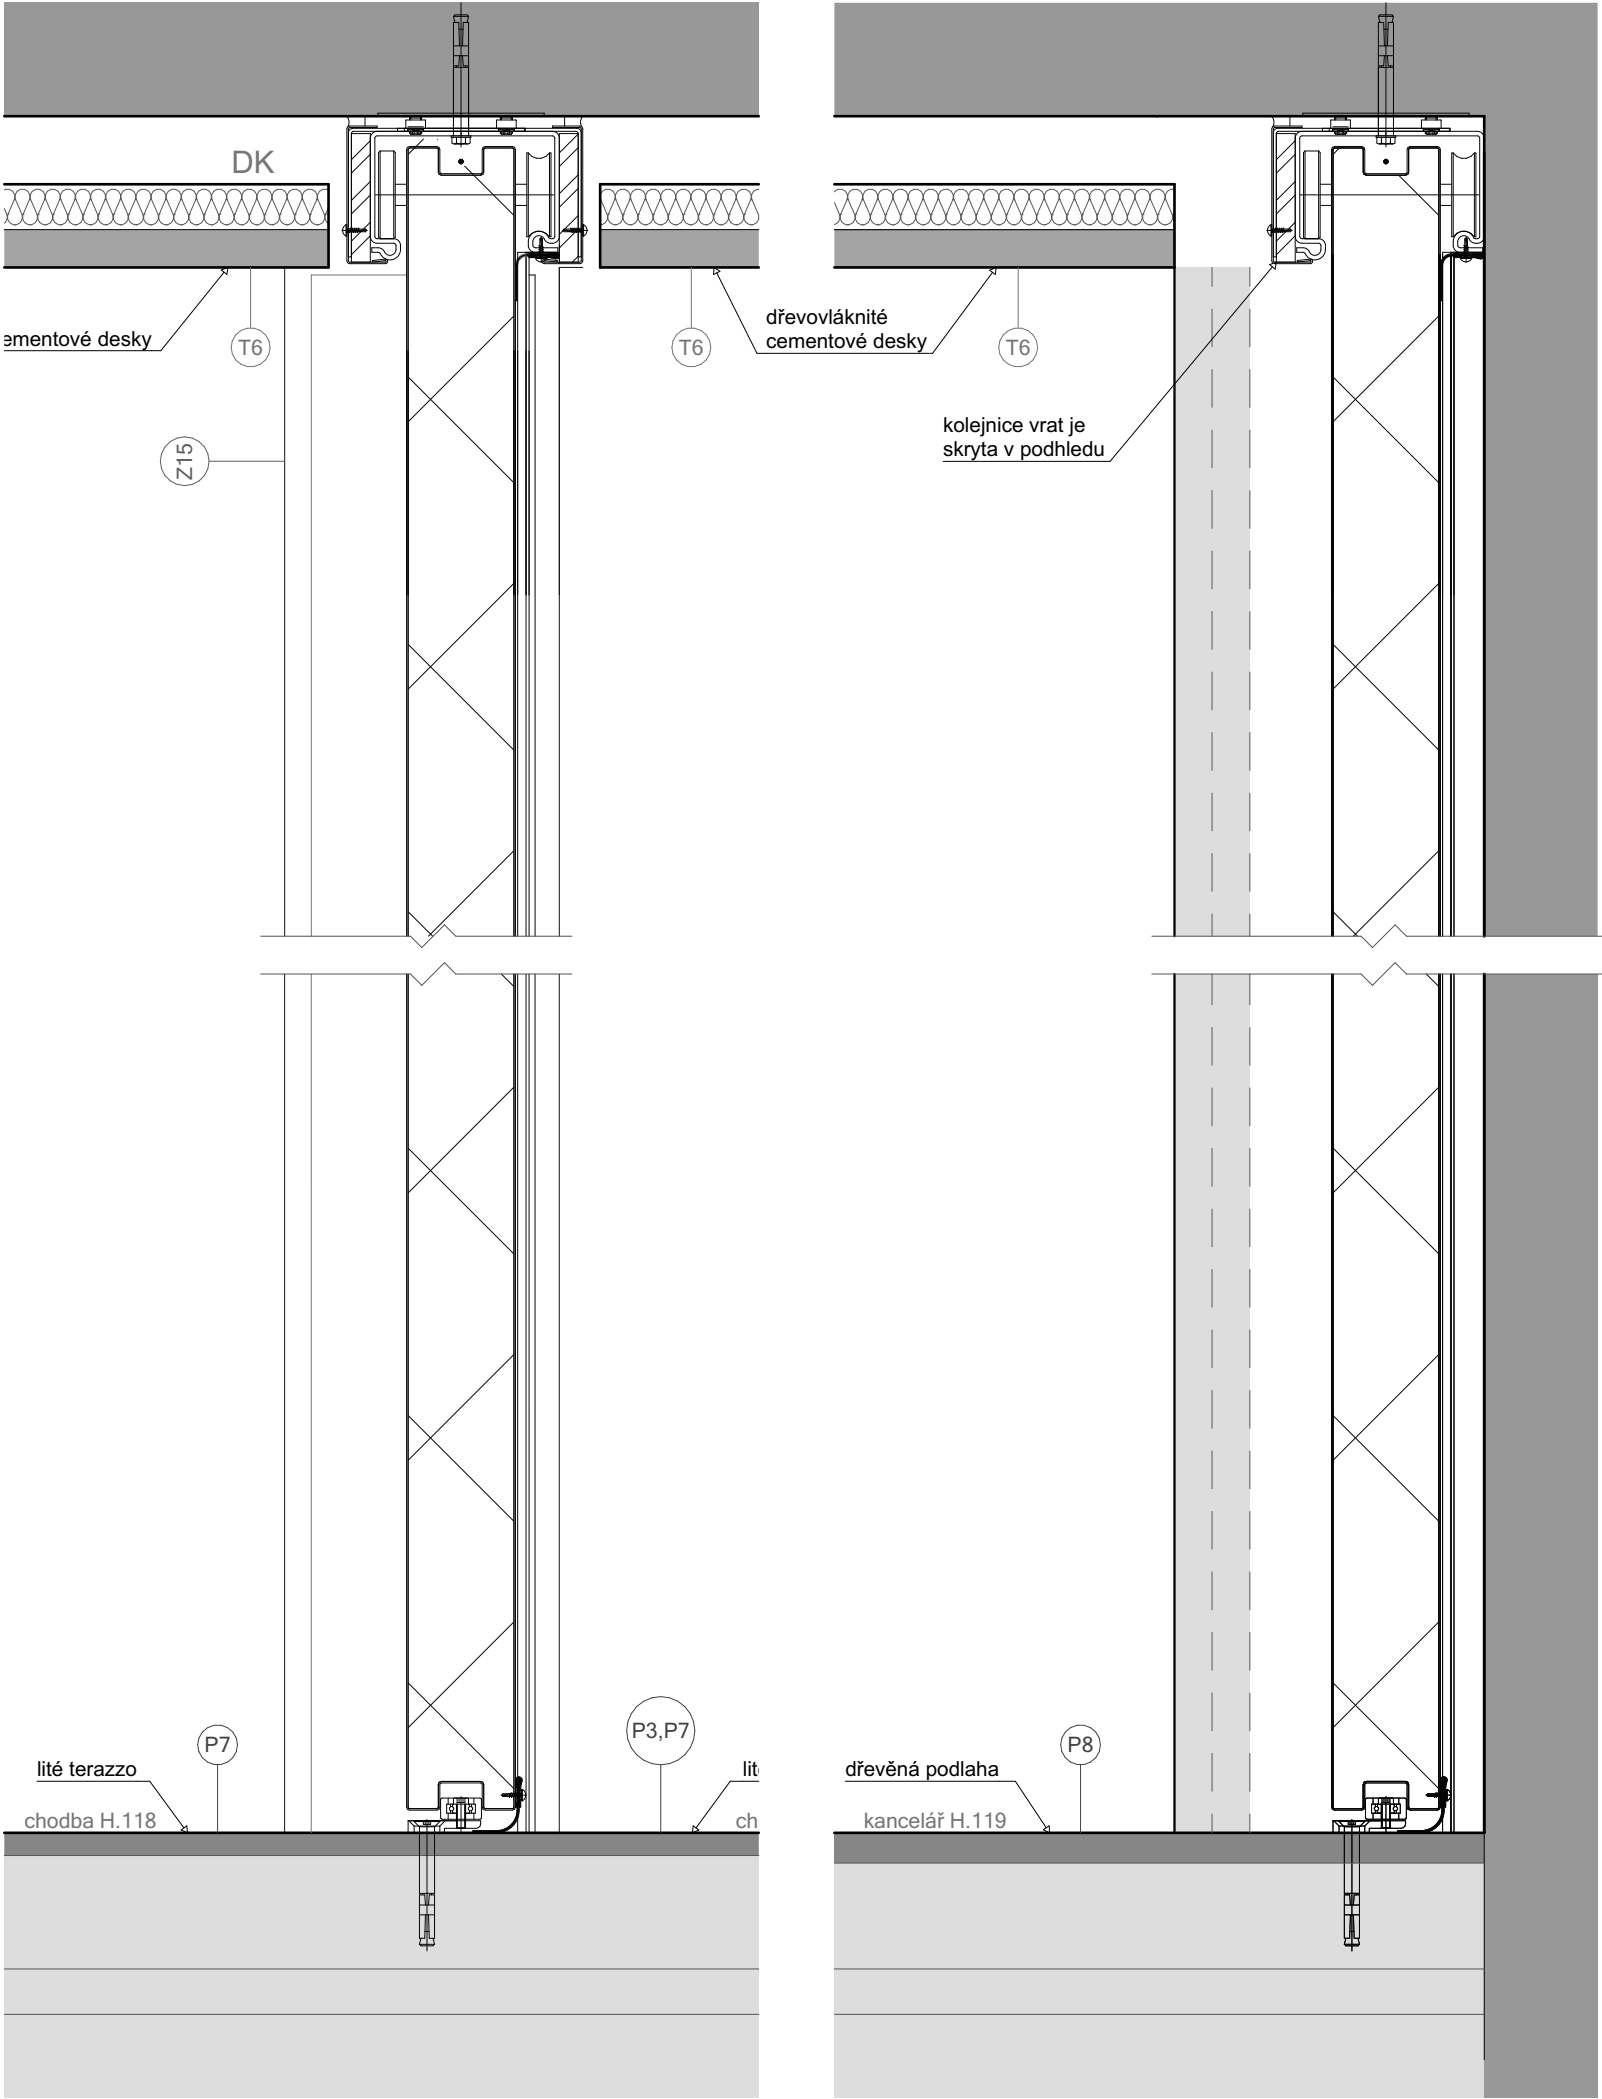 DK
ementové desky
T6
T6
dřevovláknité
cementové desky
T6
kolejnice vrat je
skryta v podhledu
Z15
lité terazzo
P7
chodba H.118
P3,P7
lit
ch
dřevěná podlaha
P8
kancelář H.119